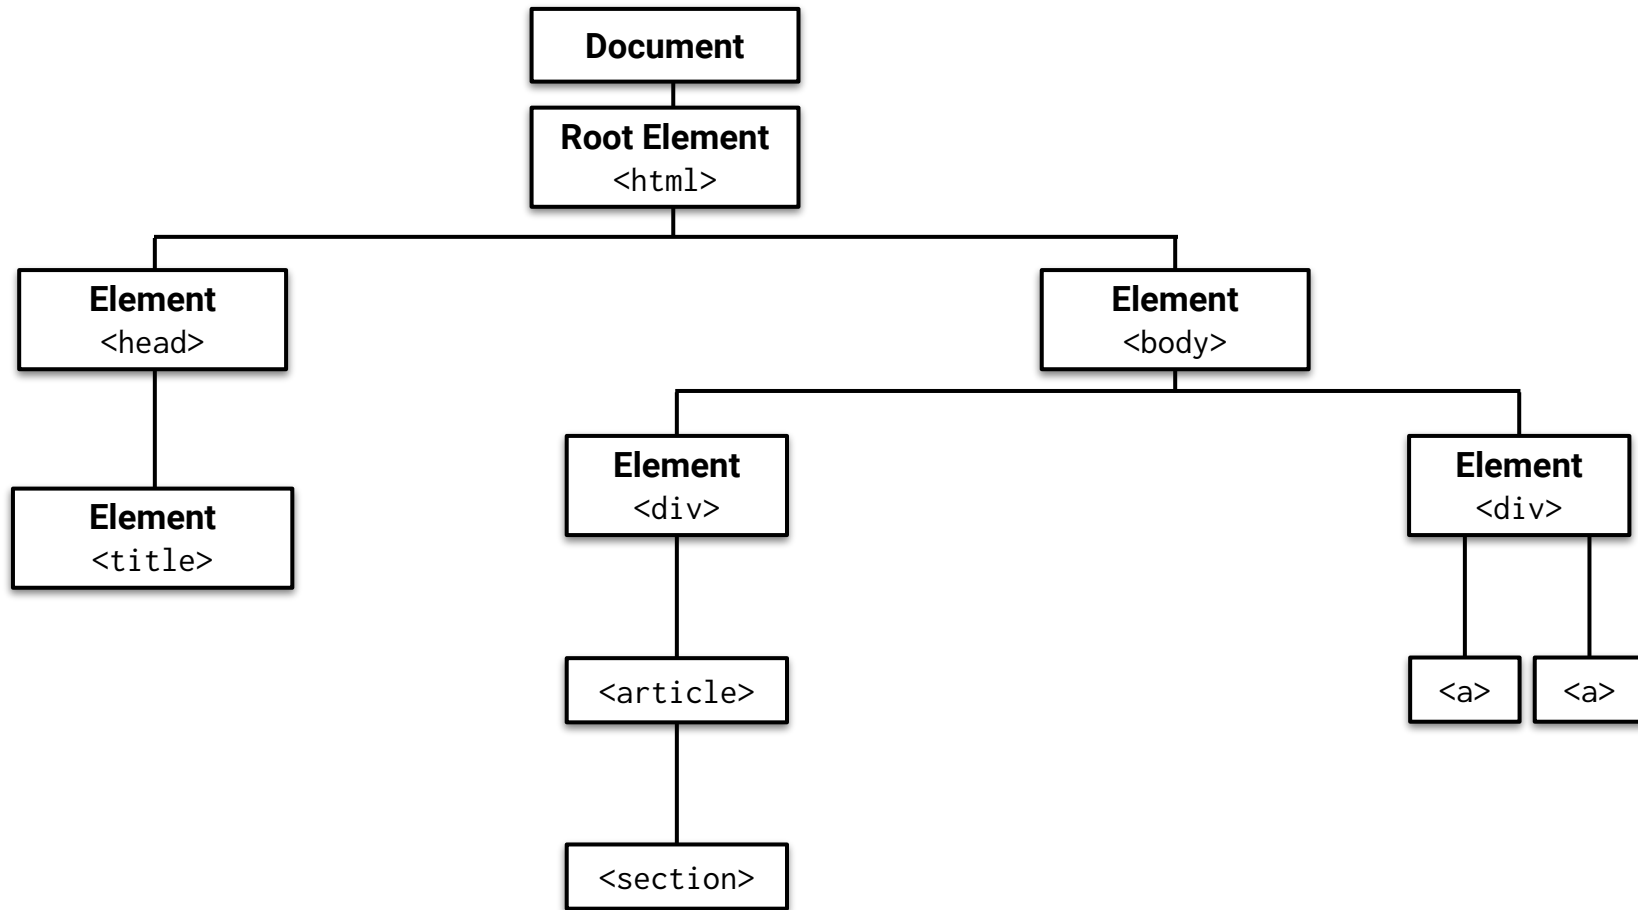 Document
Root Element
<html>
Element
<head>
Element
<body>
Element
<title>
Element
<div>
Element
<div>
<article>
<a>
<a>
<section>